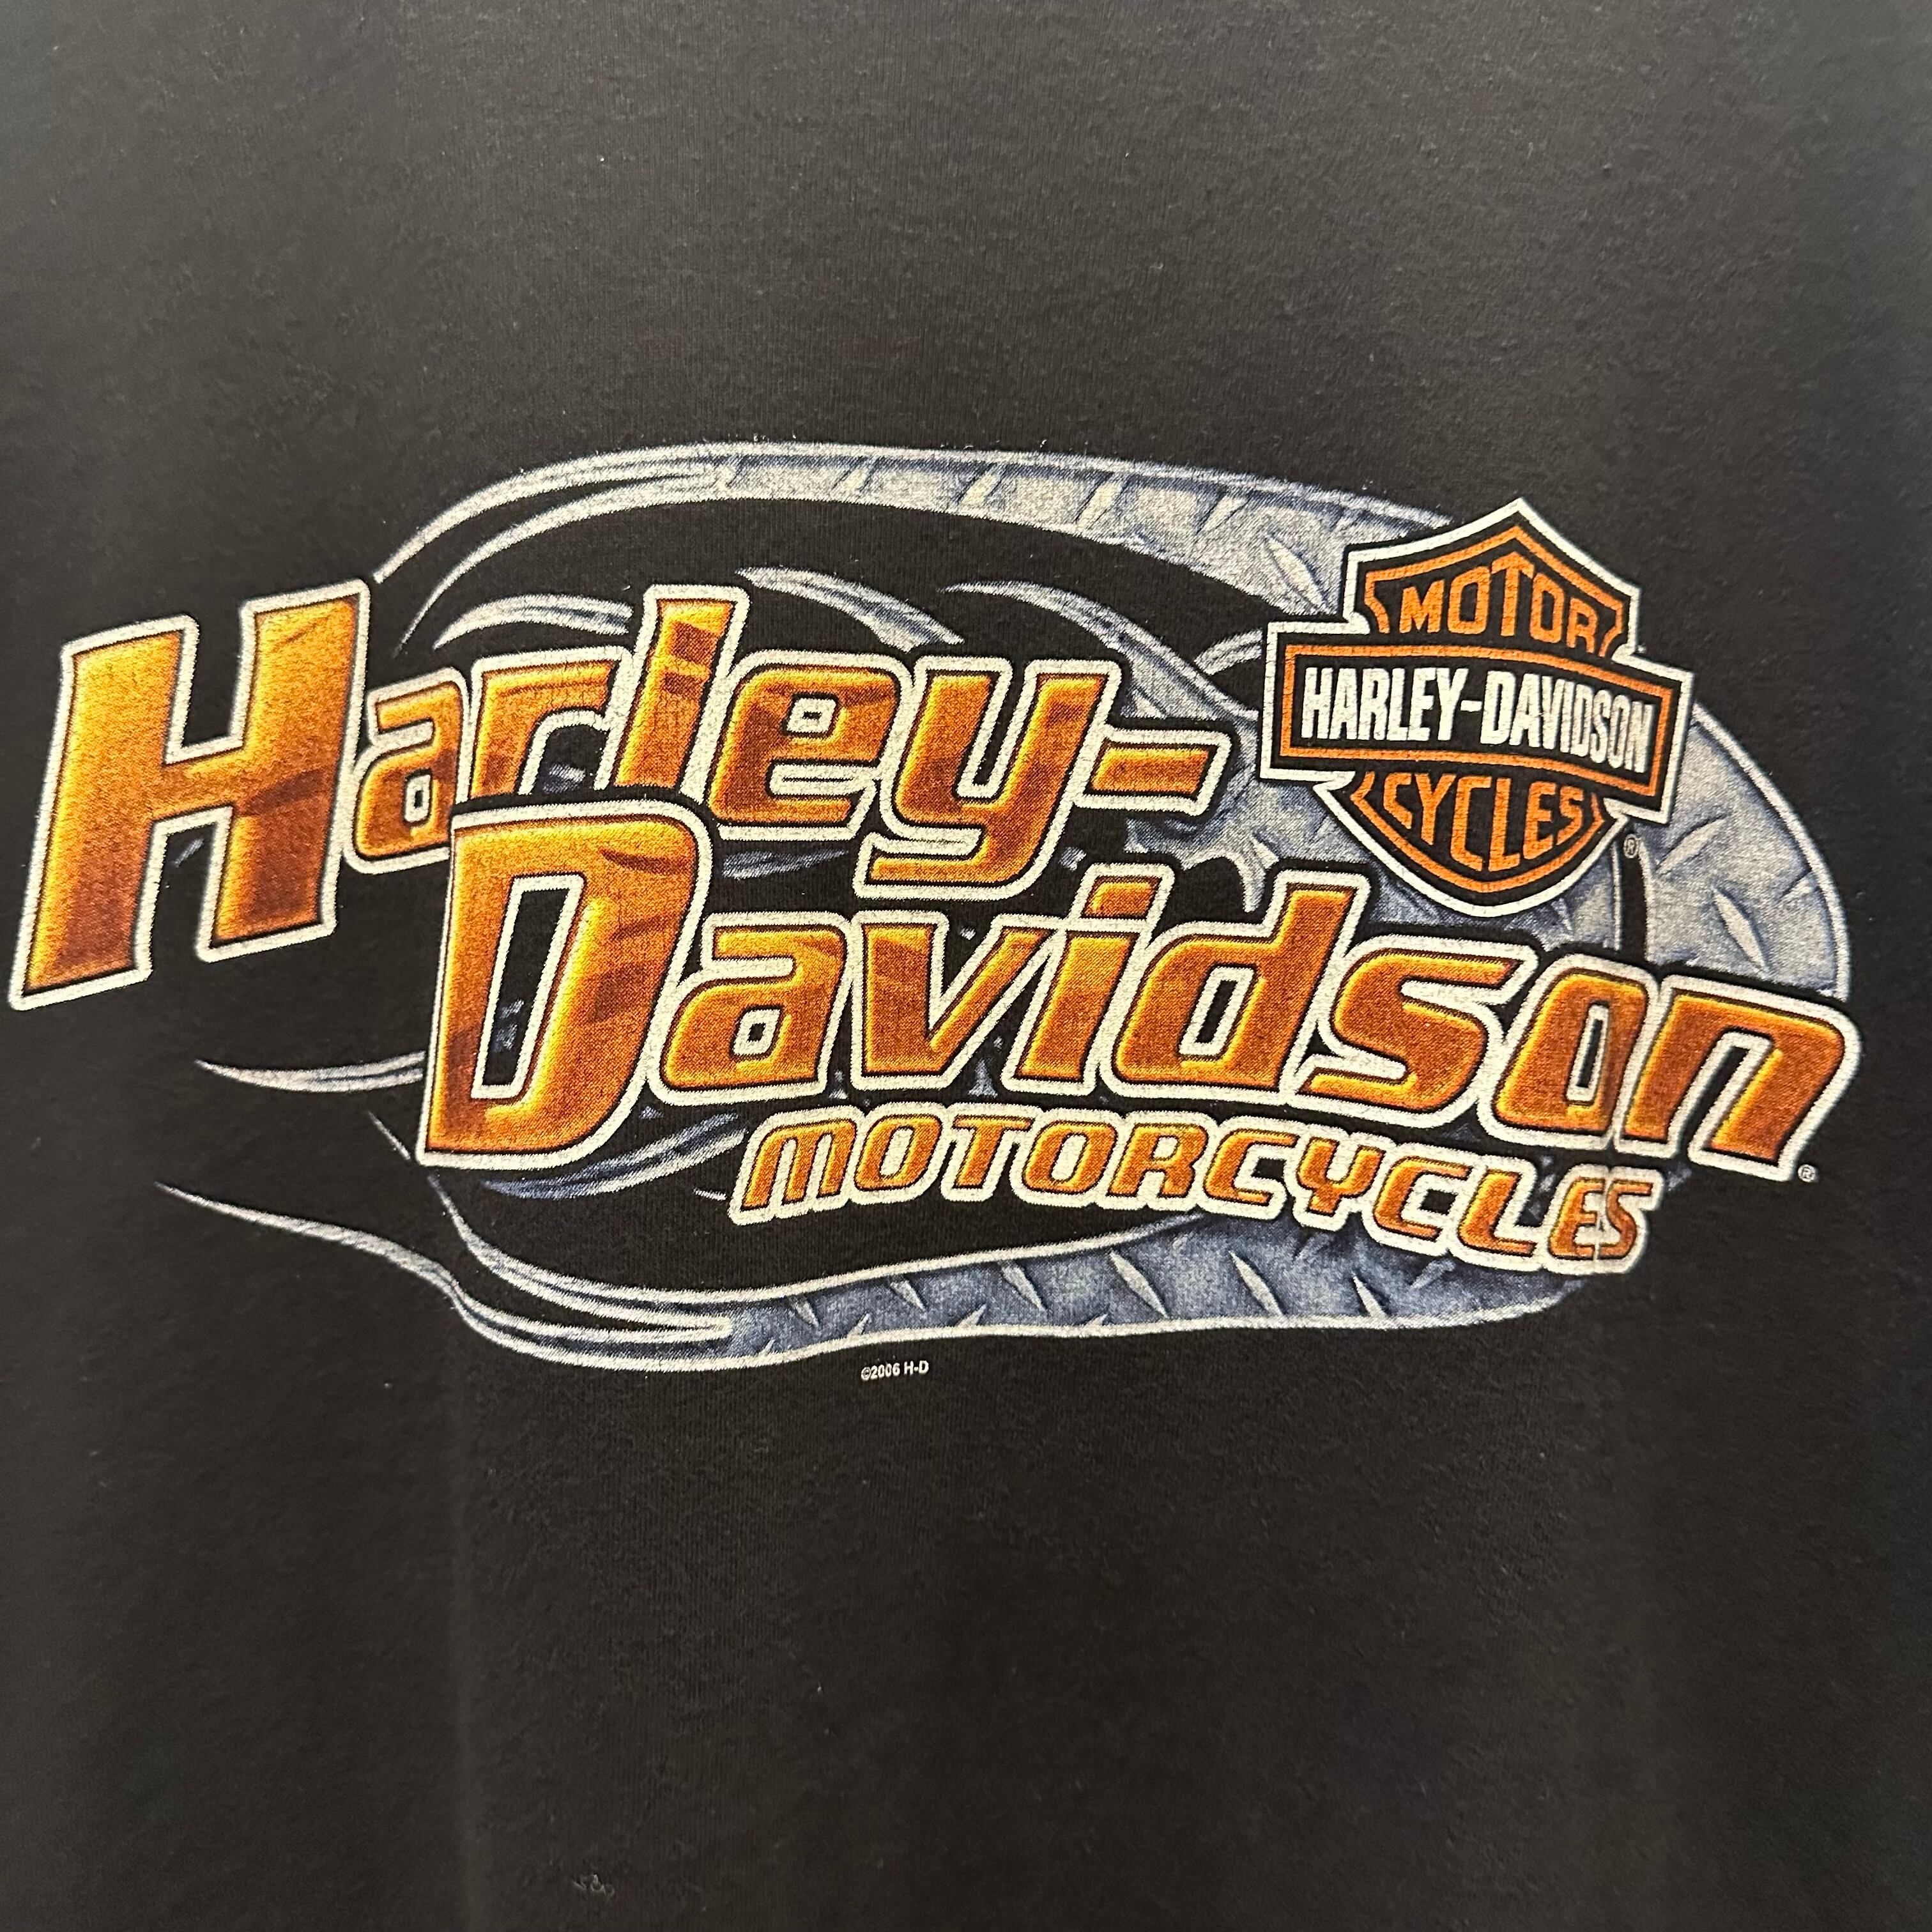 Harley-
Davidson®
MOTORCYCLES
MOTOR
HARLEY-DAVIDSON
CYCLES
®
©2006 H-D